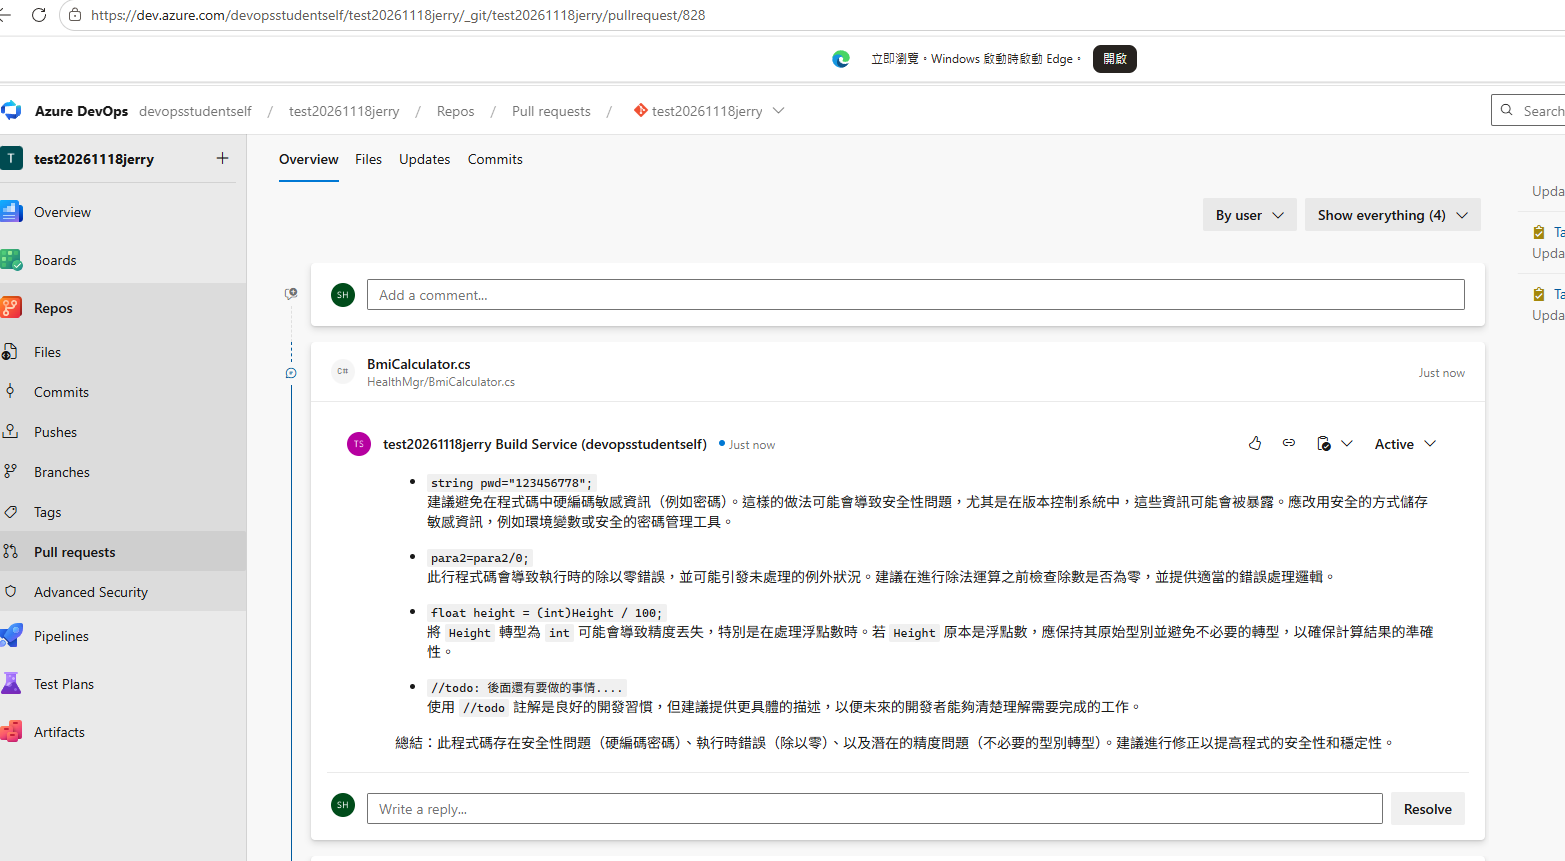 https://dev.azure.com/devopsstudentself/test20261118jerry/_git/test20261118jerry/pullrequest/828
立即瀏覽。Windows 啟動時啟動 Edge。 開啟
Azure DevOps devopsstudentself / test20261118jerry / Repos / Pull requests / test20261118jerry
Search
T test20261118jerry +
Overview
Boards
Repos
Files
Commits
Pushes
Branches
Tags
Pull requests
Advanced Security
Pipelines
Test Plans
Artifacts
Overview Files Updates Commits
By user Show everything (4)
SH Add a comment...
C# BmiCalculator.cs
HealthMgr/BmiCalculator.cs
Just now
TS test20261118jerry Build Service (devopsstudentself) Just now Active
• string pwd="123456778";
建議避免在程式碼中硬編碼敏感資訊（例如密碼）。這樣的做法可能會導致安全性問題，尤其是在版本控制系統中，這些資訊可能會被暴露。應改用安全的方式儲存
敏感資訊，例如環境變數或安全的密碼管理工具。
• para2=para2/0;
此行程式碼會導致執行時的除以零錯誤，並可能引發未處理的例外狀況。建議在進行除法運算之前檢查除數是否為零，並提供適當的錯誤處理邏輯。
• float height = (int)Height / 100;
將 Height 轉型為 int 可能會導致精度丟失，特別是在處理浮點數時。若 Height 原本是浮點數，應保持其原始型別並避免不必要的轉型，以確保計算結果的準確
性。
• //todo: 後面還有要做的事情....
使用 //todo 註解是良好的開發習慣，但建議提供更具體的描述，以便未來的開發者能夠清楚理解需要完成的工作。
總結：此程式碼存在安全性問題（硬編碼密碼）、執行時錯誤（除以零）、以及潛在的精度問題（不必要的型別轉型）。建議進行修正以提高程式的安全性和穩定性。
SH Write a reply... Resolve
Upda
Ta
Upda
Ta
Upda